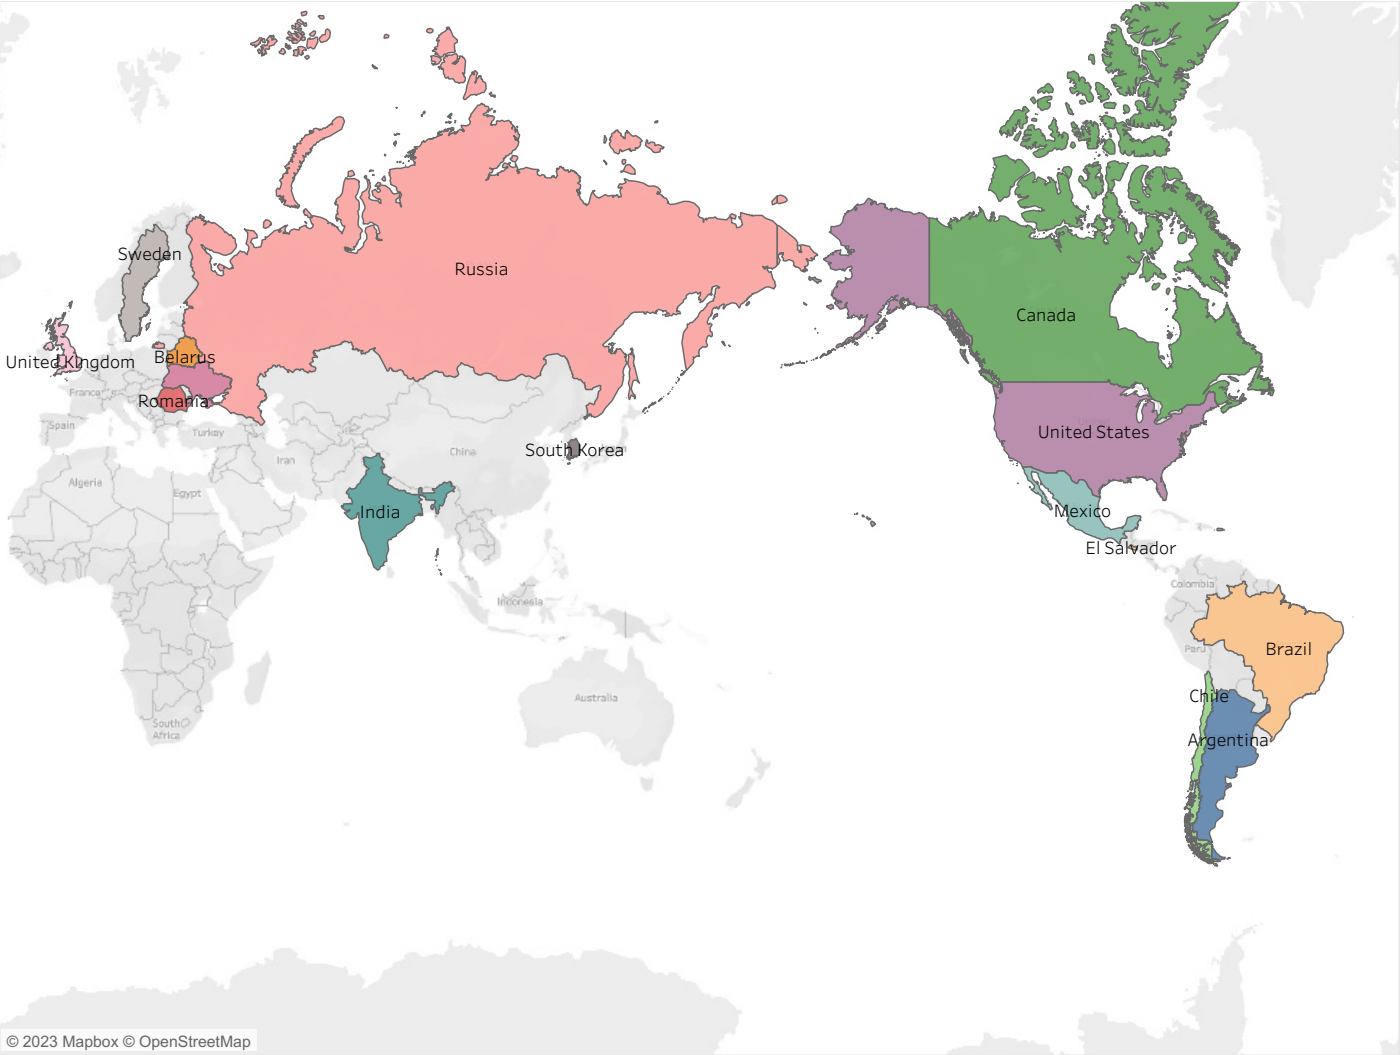 Sweden
Russia
Canada
United Kingdom
Belarus
France
Romania
Spain
Turkey
United States
Iran
China
South Korea
Algeria
Egypt
India
Mexico
El Salvador
Colombia
Indonesia
Brazil
Peru
Australia
Chile
South
Africa
Argentina
© 2023 Mapbox © OpenStreetMap